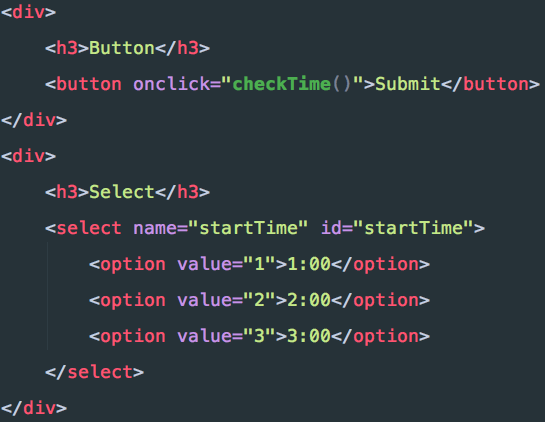 <div>
    <h3>Button</h3>
    <button onclick="checkTime()">Submit</button>
</div>
<div>
    <h3>Select</h3>
    <select name="startTime" id="startTime">
        <option value="1">1:00</option>
        <option value="2">2:00</option>
        <option value="3">3:00</option>
    </select>
</div>